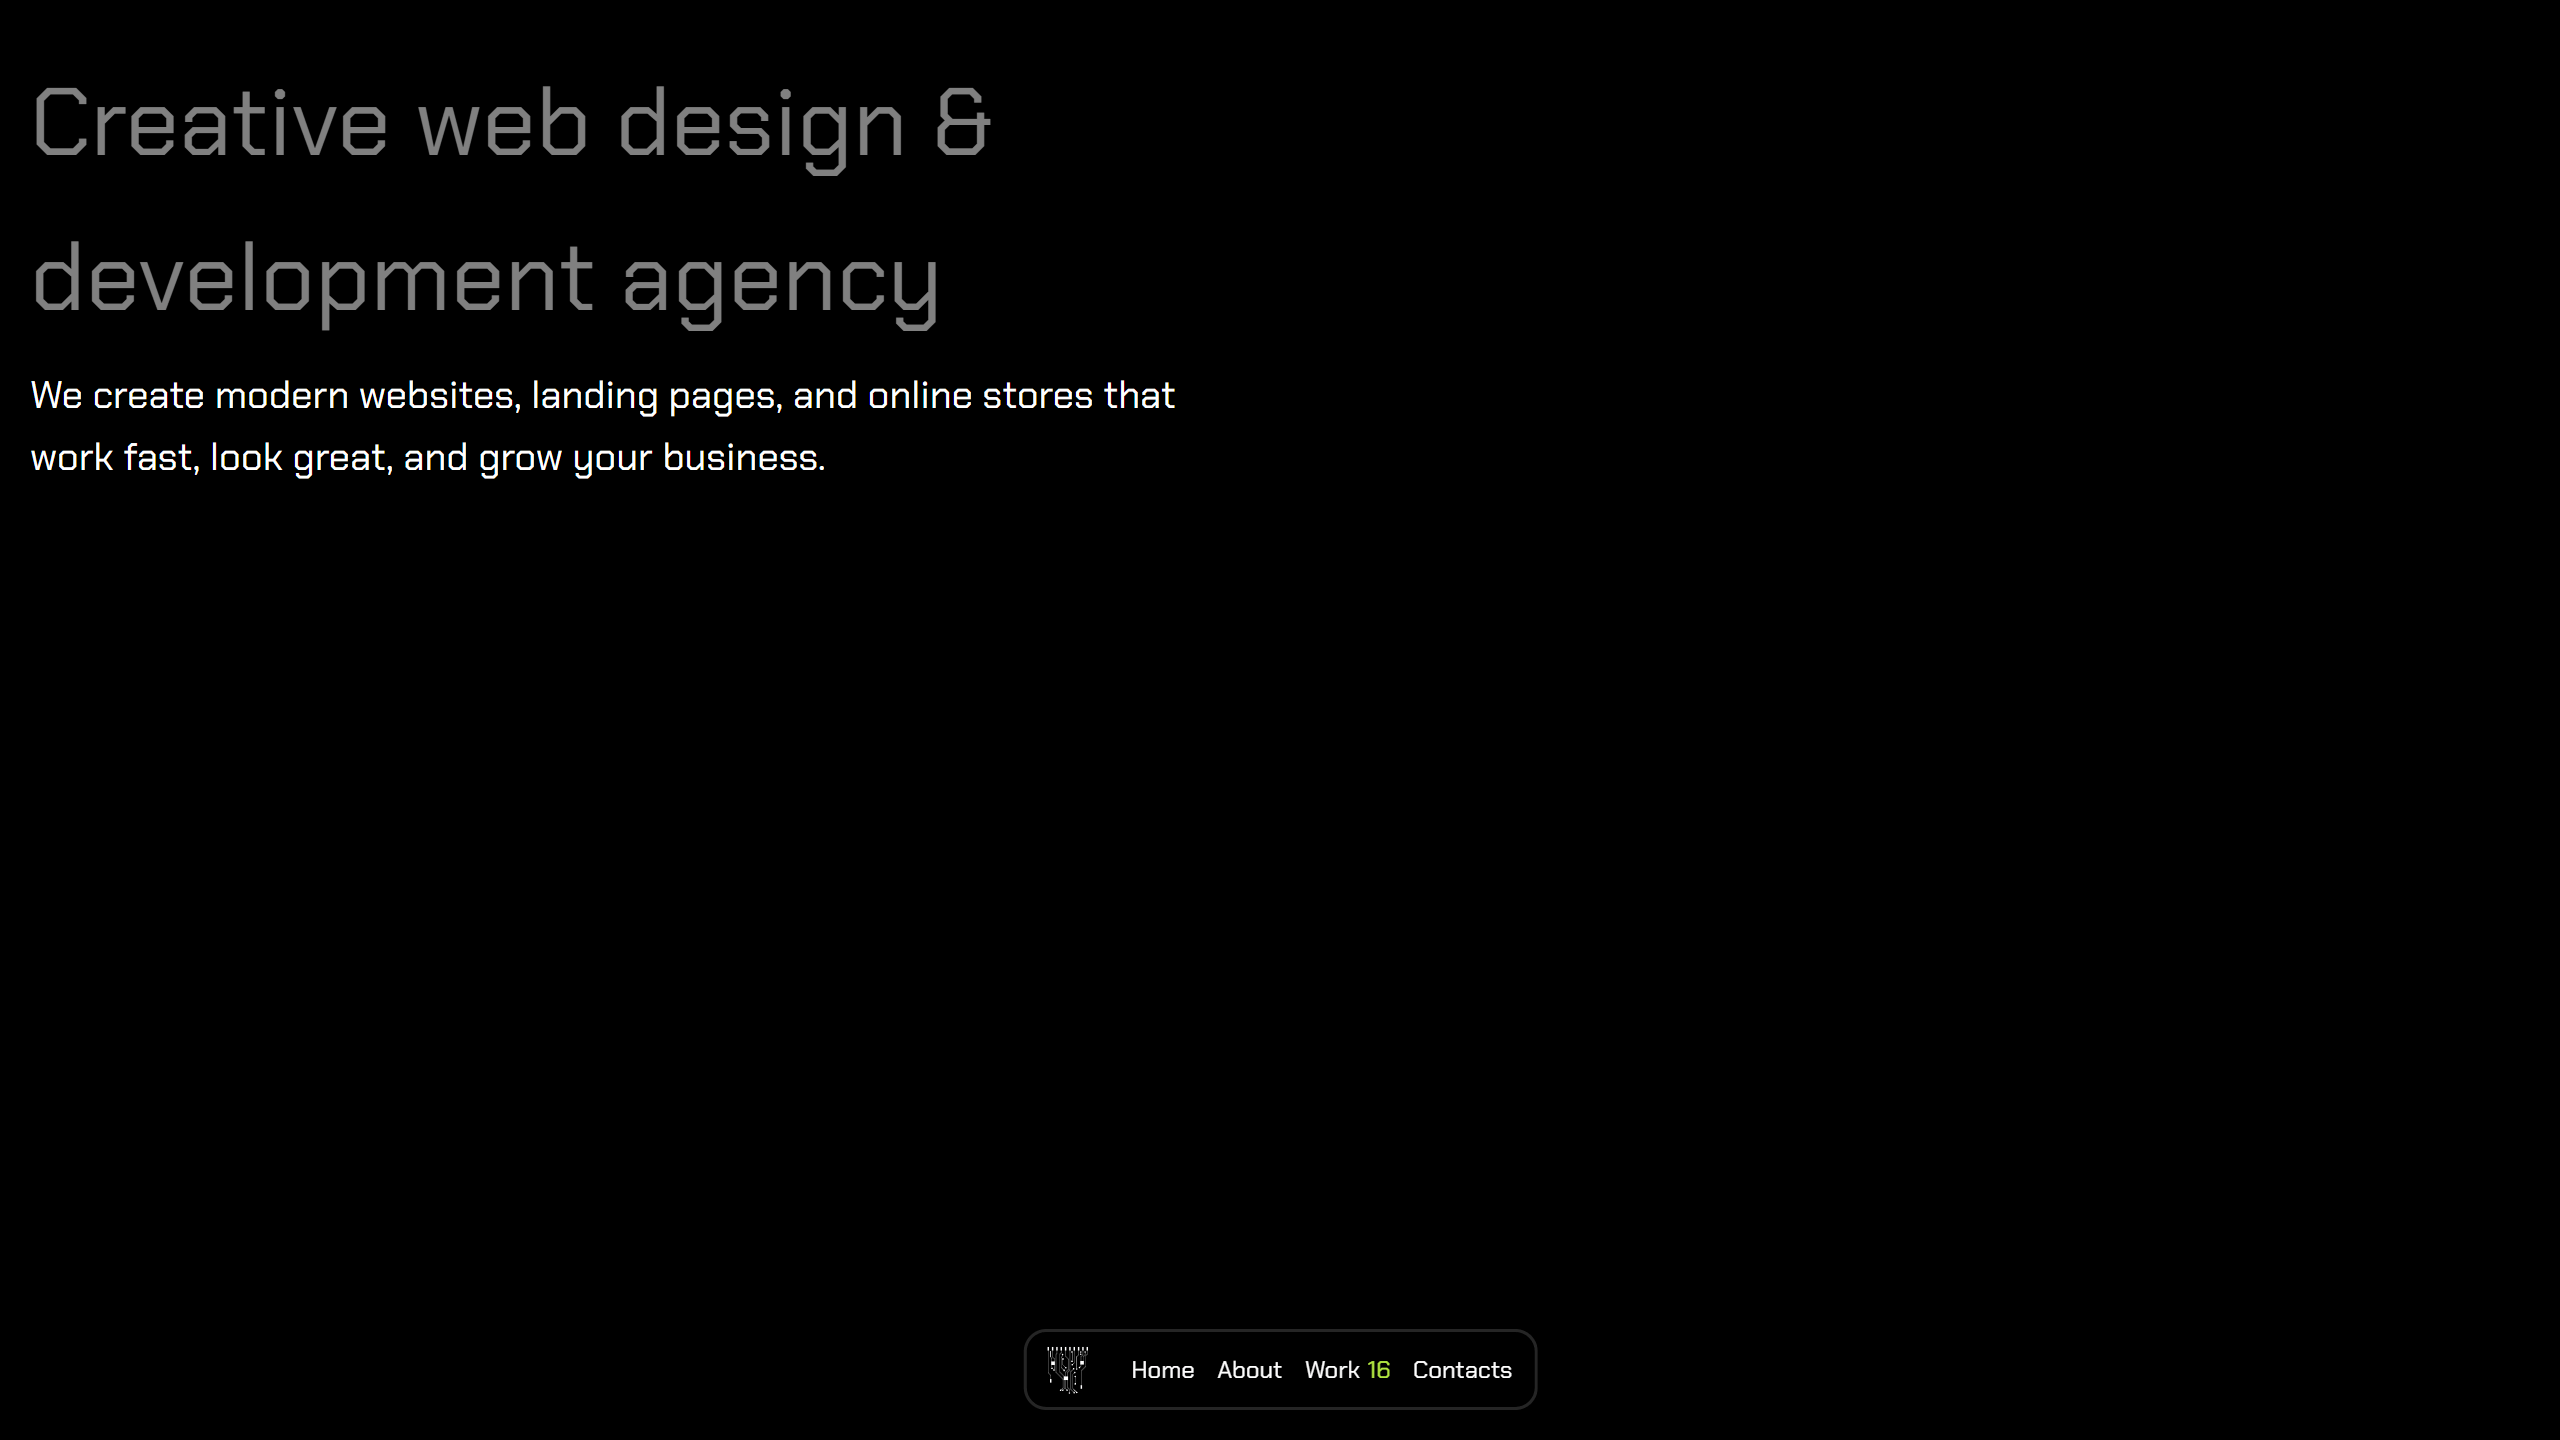 Creative web design &
development agency
We create modern websites, landing pages, and online stores that
work fast, look great, and grow your business.
Home About Work 16 Contacts